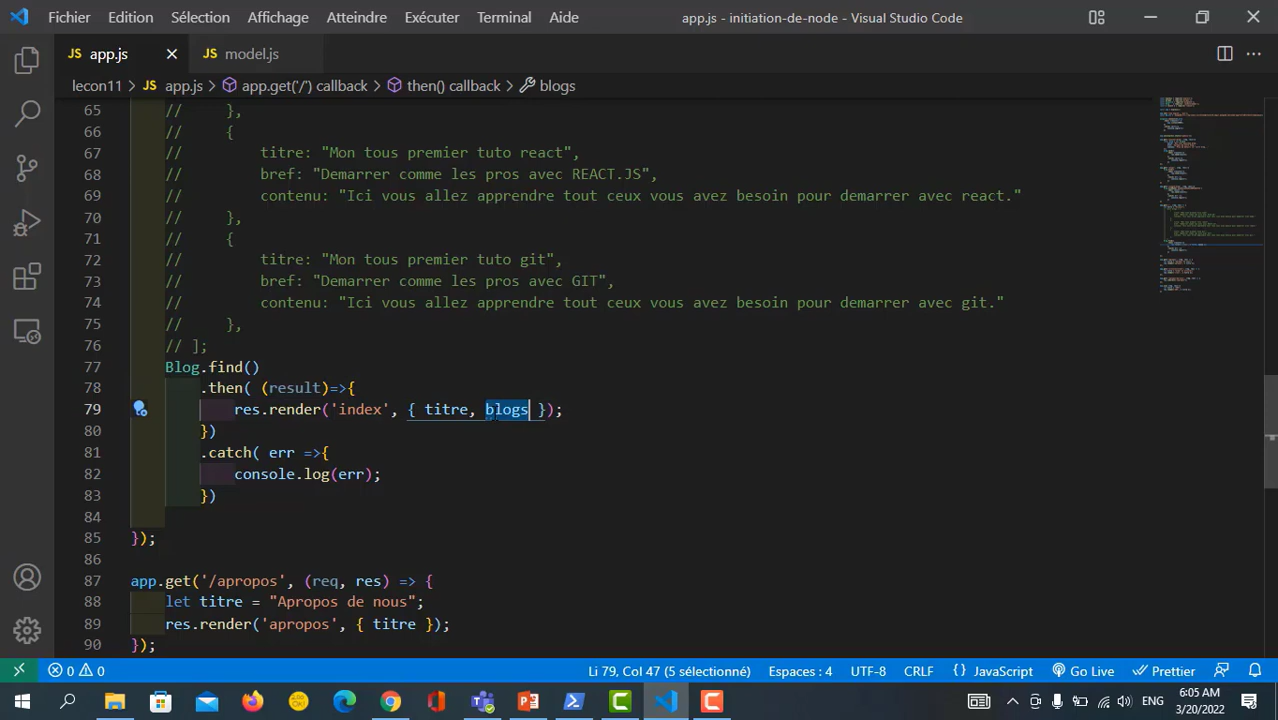 Fichier Edition Sélection Affichage Atteindre Exécuter Terminal Aide app.js - initiation-de-node - Visual Studio Code
JS app.js JS model.js
lecon11 > JS app.js > app.get('/') callback > then() callback > blogs
65 // },
66 // {
67 // titre: "Mon tous premier tuto react",
68 // bref: "Demarrer comme les pros avec REACT.JS",
69 // contenu: "Ici vous allez apprendre tout ceux vous avez besoin pour demarrer avec react."
70 // },
71 // {
72 // titre: "Mon tous premier tuto git",
73 // bref: "Demarrer comme les pros avec GIT",
74 // contenu: "Ici vous allez apprendre tout ceux vous avez besoin pour demarrer avec git."
75 // },
76 // ];
77 Blog.find()
78 .then( (result)=>{
79 res.render('index', { titre, blogs });
80 })
81 .catch( err =>{
82 console.log(err);
83 })
84
85 });
86
87 app.get('/apropos', (req, res) => {
88 let titre = "Apropos de nous";
89 res.render('apropos', { titre });
90 });
0 0 Li 79, Col 47 (5 sélectionné) Espaces : 4 UTF-8 CRLF {} JavaScript Go Live Prettier
ENG 6:05 AM
3/20/2022